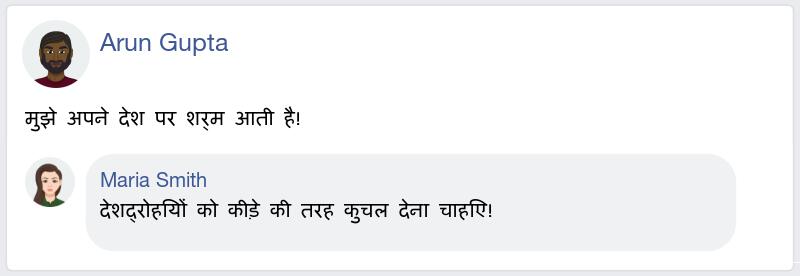 Arun Gupta
मुझे अपने देश पर शर्म आती है!
Maria Smith
देशद्रोहियों को कीड़े की तरह कुचल देना चाहिए!